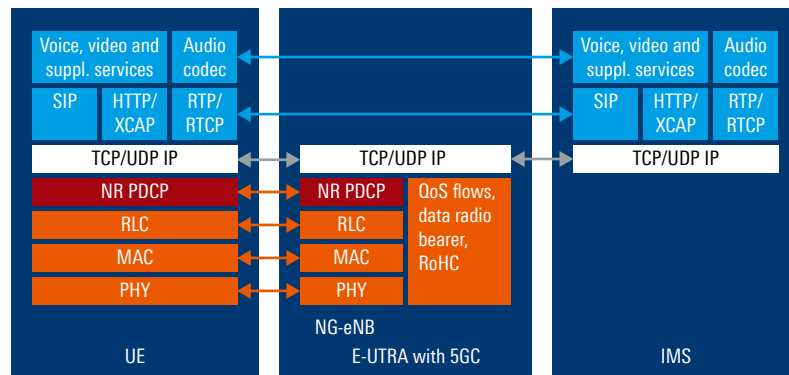 Voice, video and
suppl. services
Audio
codec
SIP
HTTP/
XCAP
RTP/
RTCP
TCP/UDP IP
NR PDCP
RLC
MAC
PHY
UE
TCP/UDP IP
NR PDCP
RLC
MAC
PHY
QoS flows,
data radio
bearer,
RoHC
NG-eNB
E-UTRA with 5GC
Voice, video and
suppl. services
Audio
codec
SIP
HTTP/
XCAP
RTP/
RTCP
TCP/UDP IP
IMS